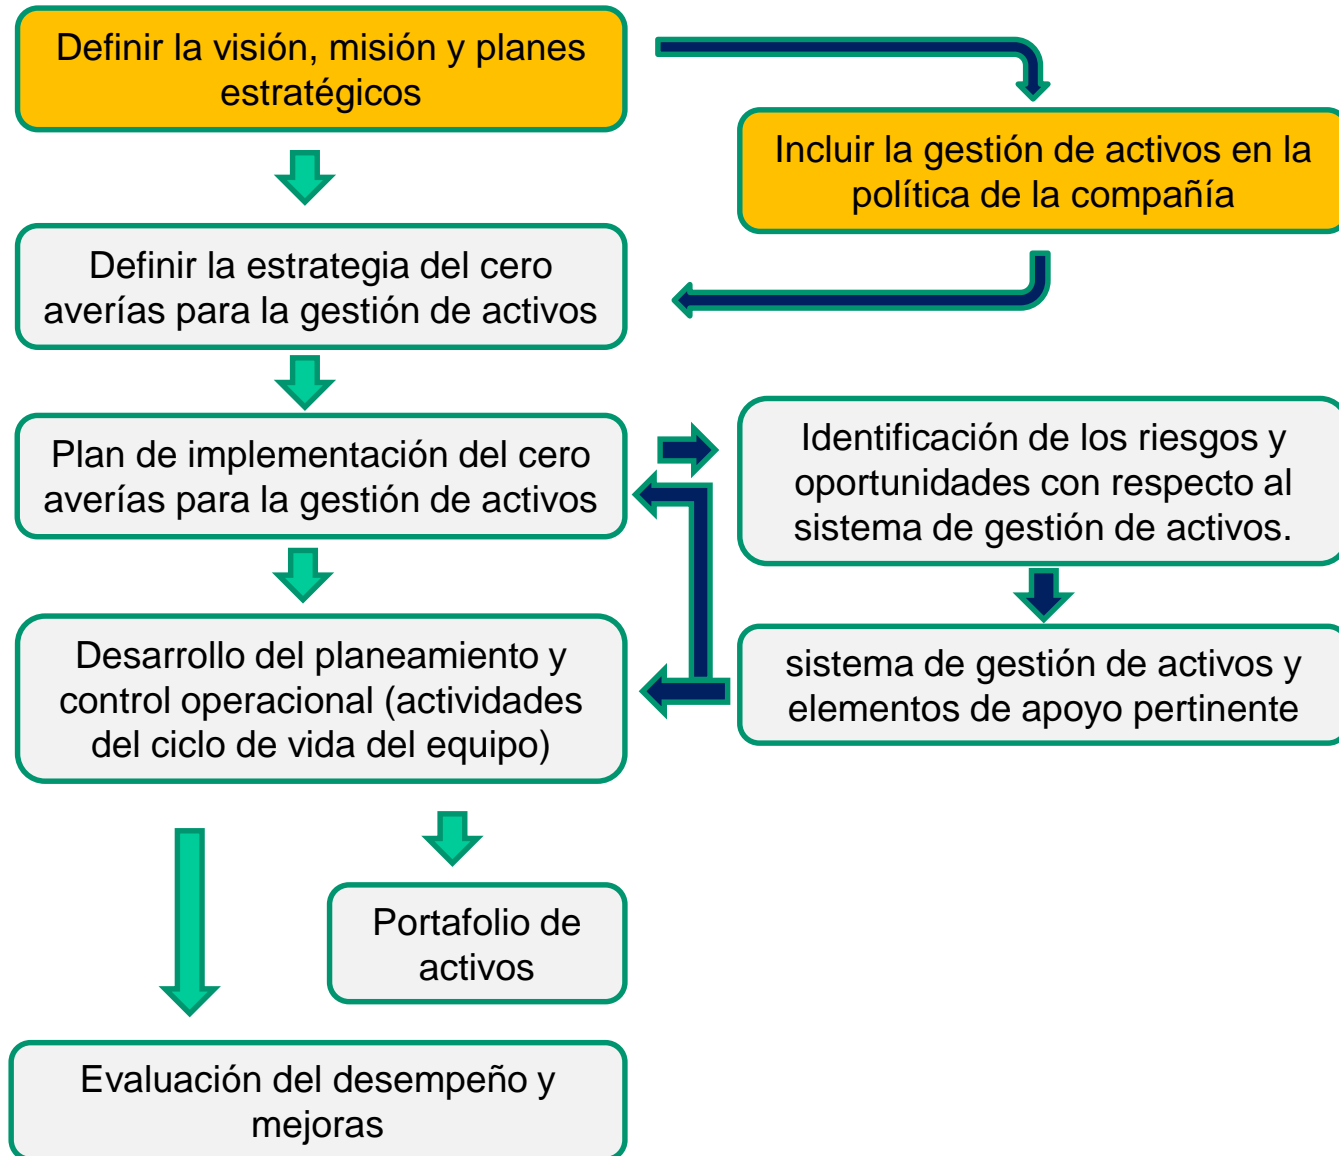 Definir la visión, misión y planes
estratégicos
Incluir la gestión de activos en la
política de la compañía
Definir la estrategia del cero
averías para la gestión de activos
Plan de implementación del cero
averías para la gestión de activos
Identificación de los riesgos y
oportunidades con respecto al
sistema de gestión de activos.
Desarrollo del planeamiento y
control operacional (actividades
del ciclo de vida del equipo)
sistema de gestión de activos y
elementos de apoyo pertinente
Portafolio de
activos
Evaluación del desempeño y
mejoras